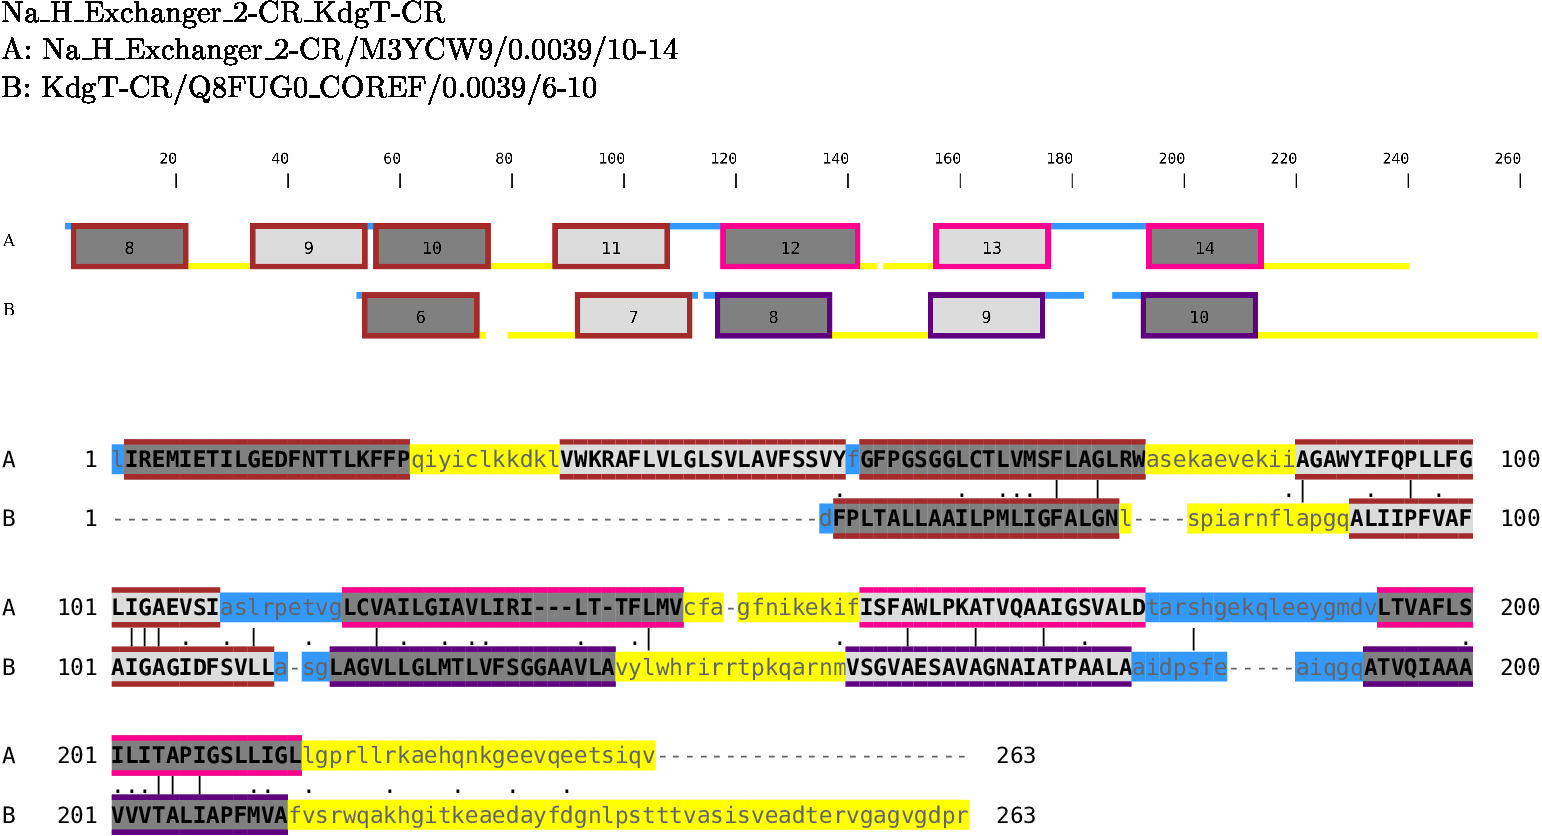 Na_H_Exchanger_2-CR_KdgT-CR
A: Na_H_Exchanger_2-CR/M3YCW9/0.0039/10-14
B: KdgT-CR/Q8FUG0_COREF/0.0039/6-10
20 40 60 80 100 120 140 160 180 200 220 240 260
A 8 9 10 11 12 13 14
B 6 7 8 9 10
A 1 lIREMIETILGEDFNTTLKFFPqiyiclkkdklVWKRAFLVLGLSVLAVFSSVYfGFPGSGGLCTLVMSFLAGLRWasekaevekiiAGAWYIFQPLLFG 100
B 1 ----------------------------------------------------dFPLTALLAAILPMLIGFALGNl----spiarnflapgqALIIPFVAF 100
A 101 LIGAEVSIaslrpetvgLCVAILGIAVLIRI---LT-TFLMVcfa-gfnikekifISFAWLPKATVQAAIGSVALDtarshgekqleeygmdvLTVAFLS 200
B 101 AIGAGIDFSVLLa-sgLAGVLLGLMTLVFSGGAAVLAvylwhrirrtpkqarnmVSGVAESAVAGNAIATPAALAaidpsfe-----aiqgqATVQIAAA 200
A 201 ILITAPIGSLLIGLlgprllrkaehqnkgeevqeetsiqv----------------------- 263
B 201 VVVTALIAPFMVAfvsrwqakhgitkeaedayfdgnlpstttvasisveadtervgagvgdpr 263